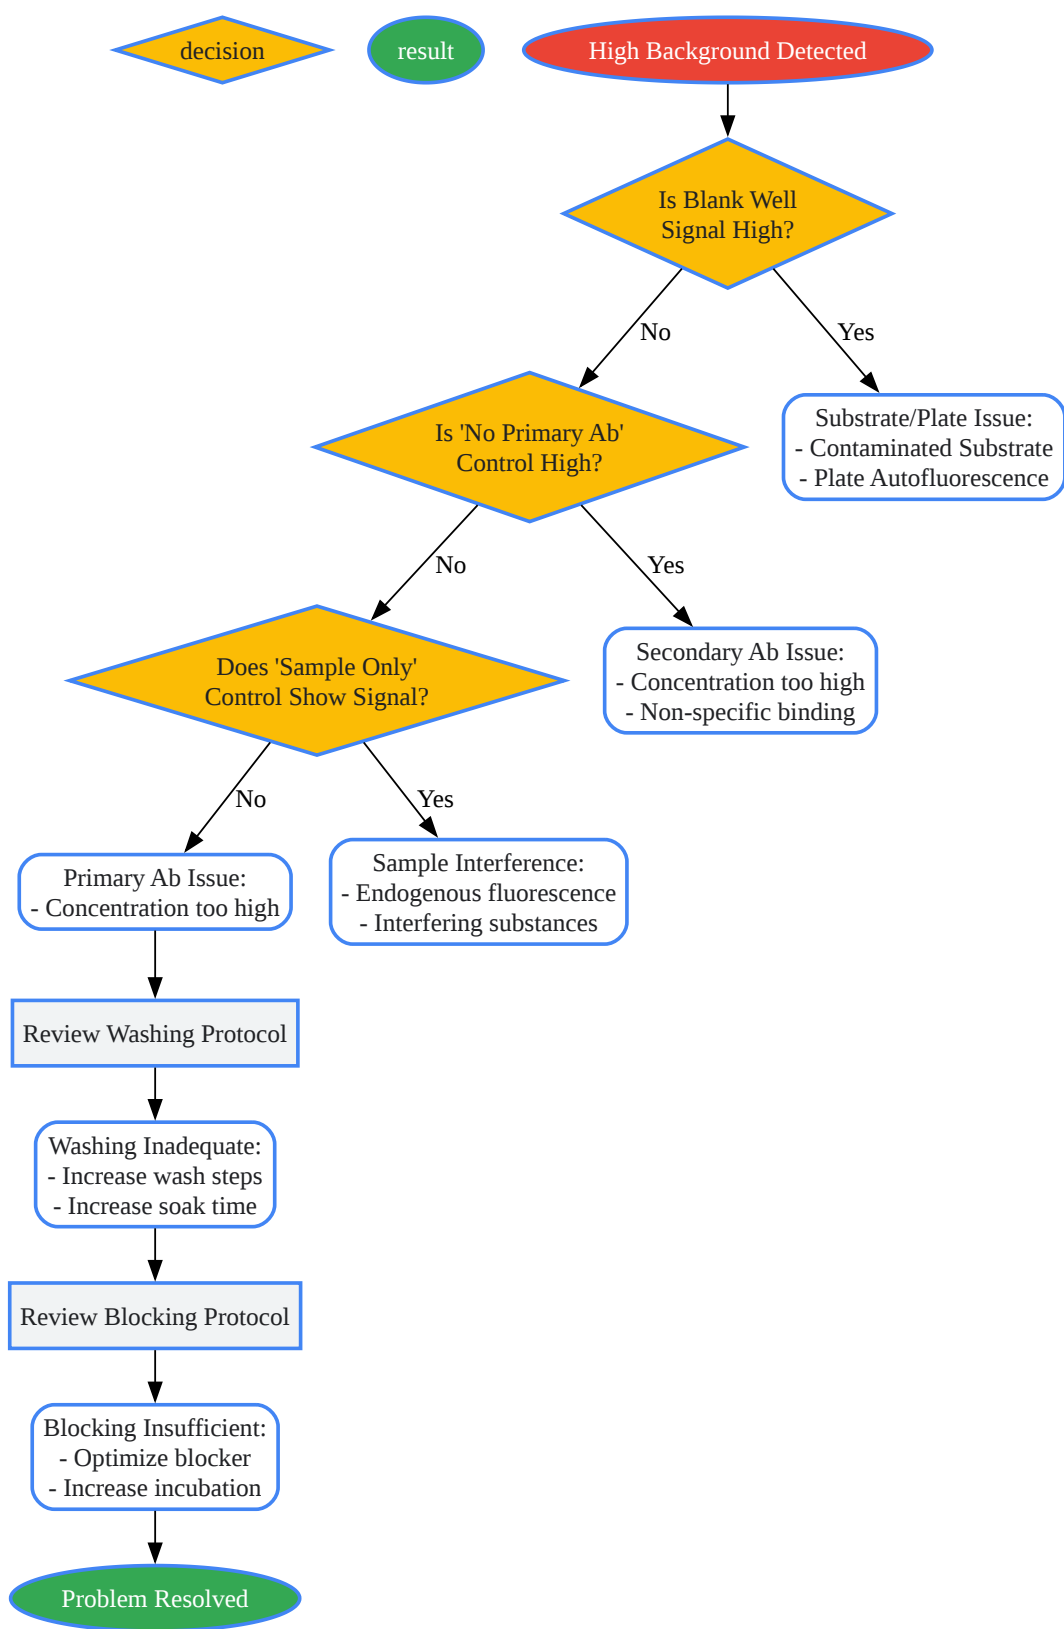 decision
result
High Background Detected
Is Blank Well
Signal High?
No
Yes
Is 'No Primary Ab'
Control High?
Substrate/Plate Issue:
- Contaminated Substrate
- Plate Autofluorescence
No
Yes
Does 'Sample Only'
Control Show Signal?
Secondary Ab Issue:
- Concentration too high
- Non-specific binding
No
Yes
Primary Ab Issue:
- Concentration too high
Sample Interference:
- Endogenous fluorescence
- Interfering substances
Review Washing Protocol
Washing Inadequate:
- Increase wash steps
- Increase soak time
Review Blocking Protocol
Blocking Insufficient:
- Optimize blocker
- Increase incubation
Problem Resolved